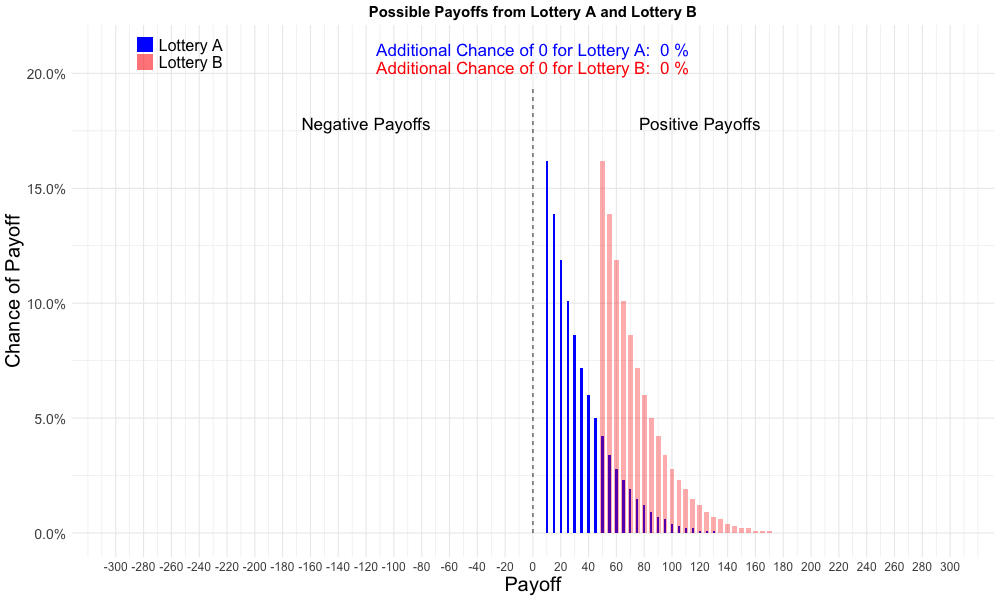 Possible Payoffs from Lottery A and Lottery B
Lottery A
Lottery B
Additional Chance of 0 for Lottery A:  0 %
Additional Chance of 0 for Lottery B:  0 %
Negative Payoffs
Positive Payoffs
Chance of Payoff
20.0%
15.0%
10.0%
5.0%
0.0%
-300 -280 -260 -240 -220 -200 -180 -160 -140 -120 -100 -80 -60 -40 -20 0 20 40 60 80 100 120 140 160 180 200 220 240 260 280 300
Payoff